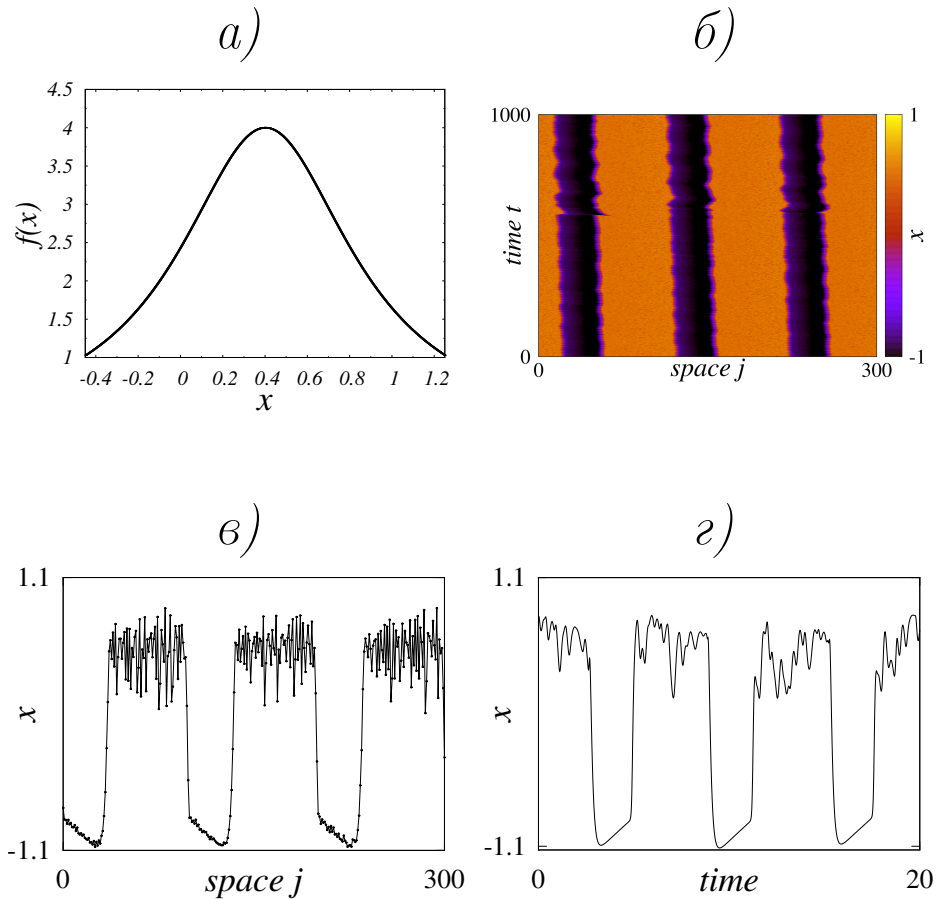 а)
б)
4.5
4
3.5
3
2.5
2
1.5
1
f(x)
-0.4 -0.2 0 0.2 0.4 0.6 0.8 1 1.2
x
1000
time t
0
0 space j 300
1
x
-1
в)
г)
1.1
x
-1.1
0 space j 300
1.1
x
-1.1
0 time 20